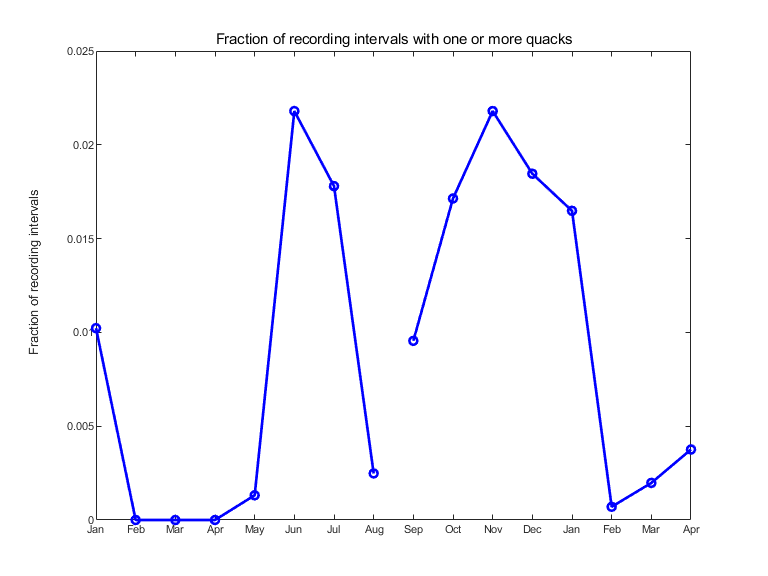 Fraction of recording intervals with one or more quacks
0.025
0.02
0.015
0.01
0.005
0
Fraction of recording intervals
Jan Feb Mar Apr May Jun Jul Aug Sep Oct Nov Dec Jan Feb Mar Apr